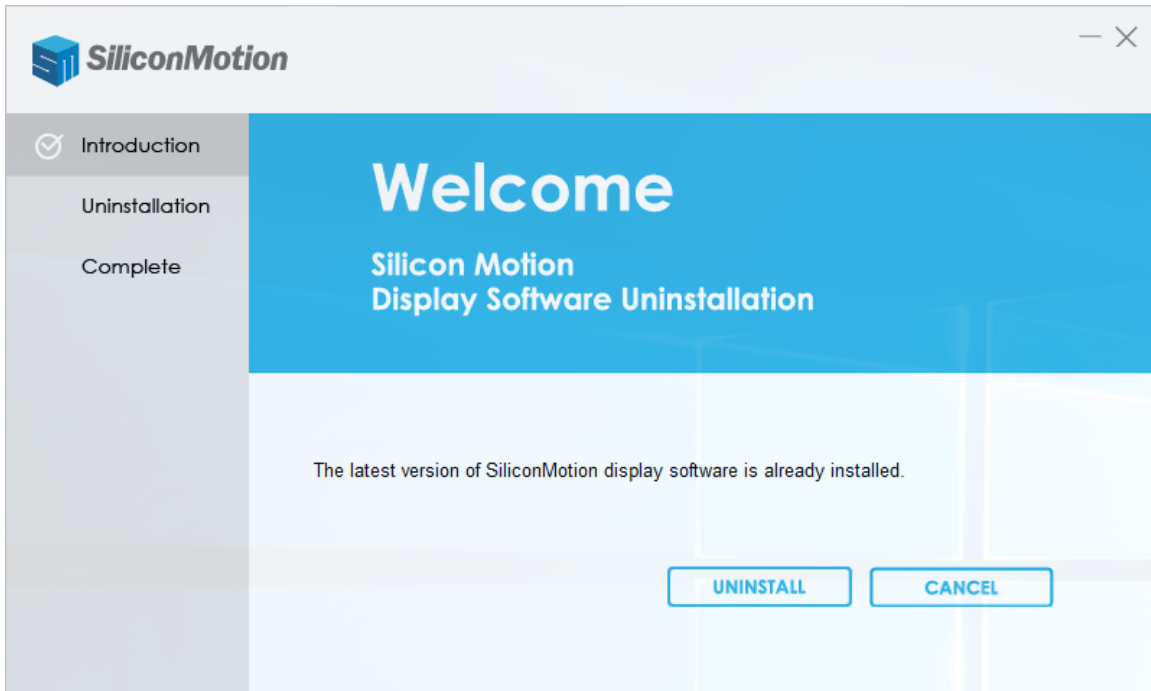 SiliconMotion
Introduction
Uninstallation
Complete
Welcome
Silicon Motion
Display Software Uninstallation
The latest version of SiliconMotion display software is already installed.
UNINSTALL
CANCEL